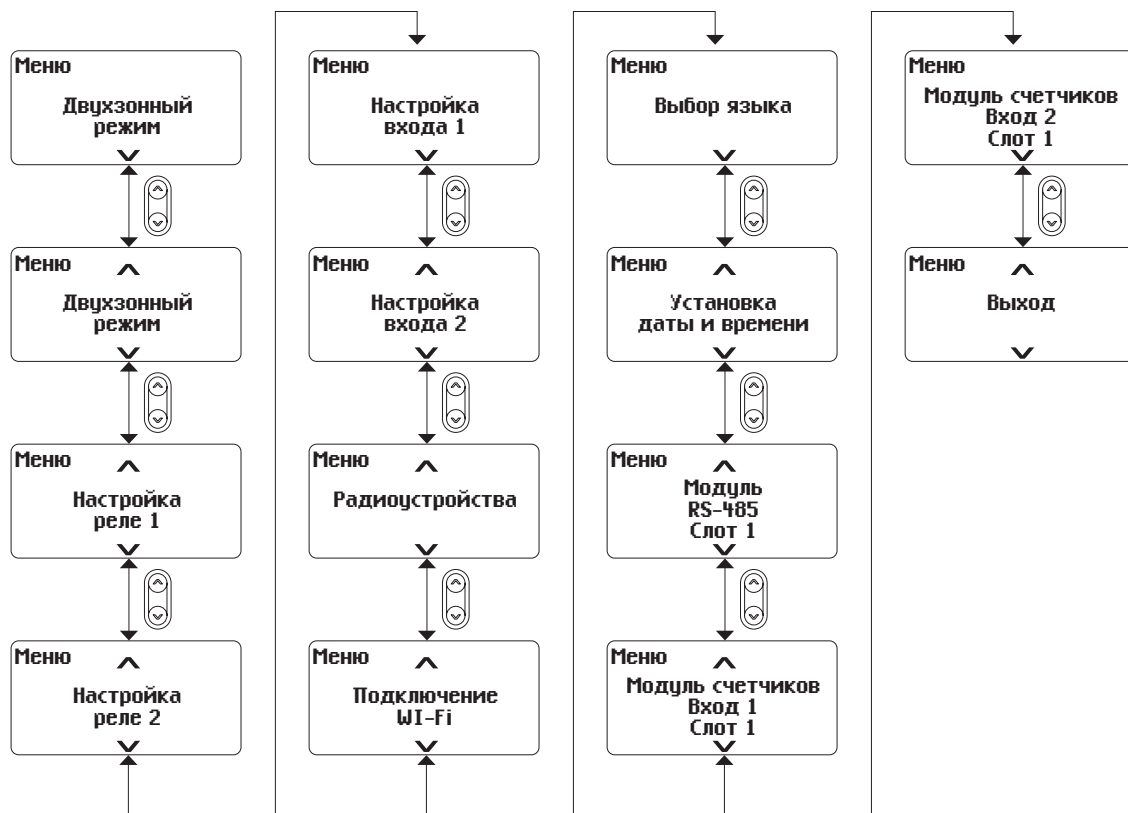 Меню
Двухзонный
режим
Меню
Двухзонный
режим
Меню
Настройка
реле 1
Меню
Настройка
реле 2
Меню
Настройка
входа 1
Меню
Настройка
входа 2
Меню
Радиоустройства
Меню
Подключение
WI-Fi
Меню
Выбор языка
Меню
Установка
даты и времени
Меню
Модуль
RS-485
Слот 1
Меню
Модуль счетчиков
Вход 1
Слот 1
Меню
Модуль счетчиков
Вход 2
Слот 1
Меню
Выход